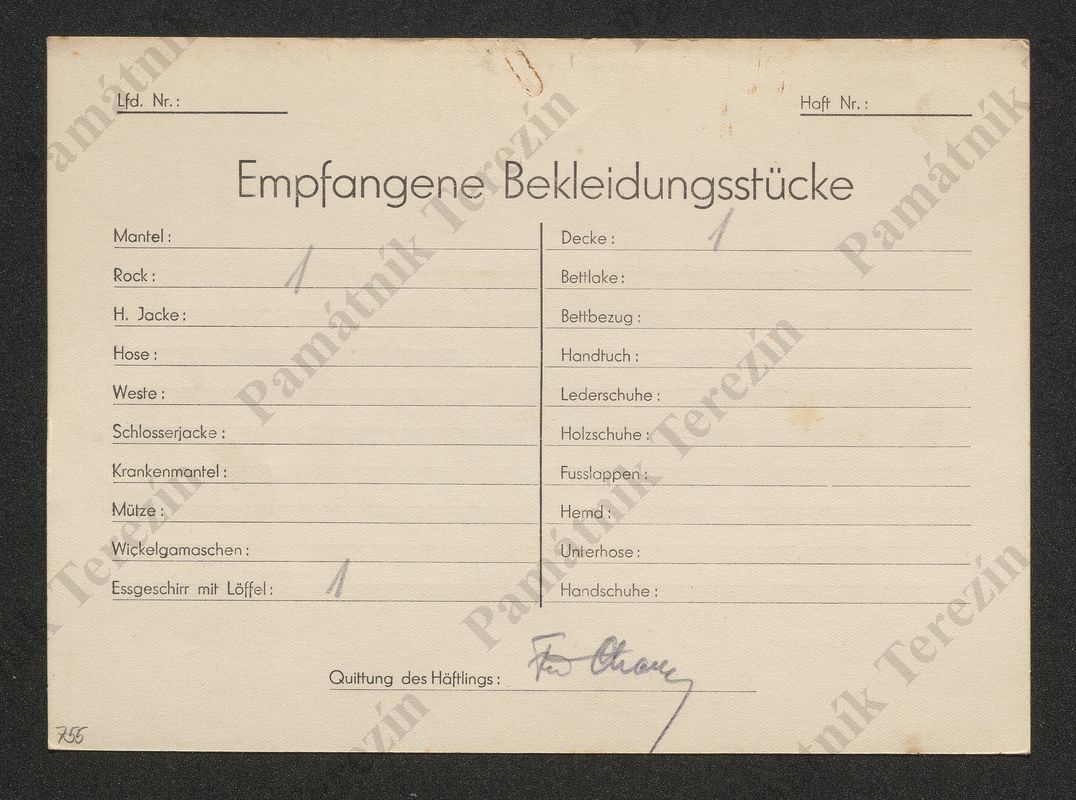 Lfd. Nr.:
Haft Nr.:
Empfangene Bekleidungsstücke
Mantel:
Rock: 1
H. Jacke:
Hose:
Weste:
Schlosserjacke:
Krankenmantel:
Mütze:
Wickelgamaschen:
Essgeschirr mit Löffel: 1
Decke: 1
Bettlake:
Bettbezug:
Handtuch:
Lederschuhe:
Holzschuhe:
Fusslappen:
Hemd:
Unterhose:
Handschuhe:
Quittung des Häftlings:
755
Památník Terezín